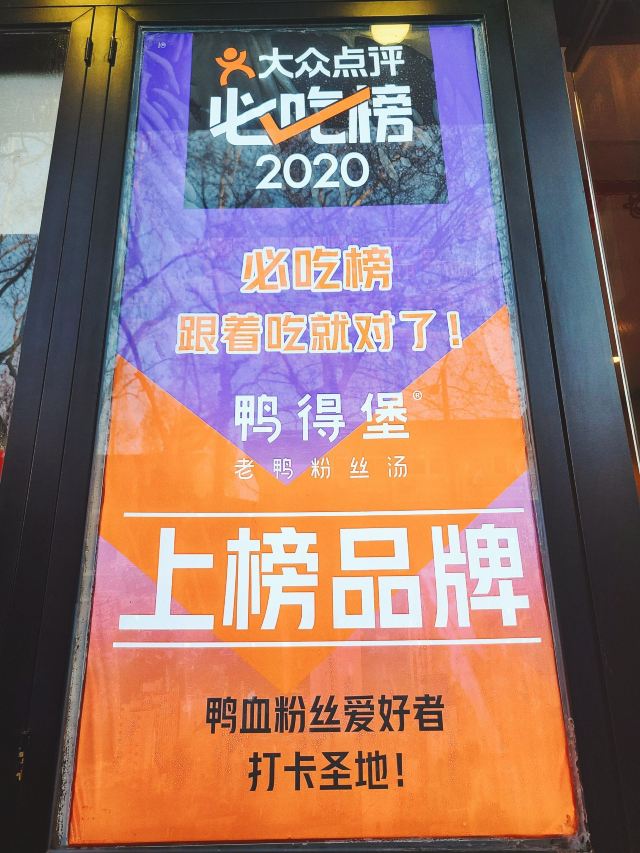 大众点评
必吃榜
2020
必吃榜
跟着吃就对了！
鸭得堡®
老鸭粉丝汤
上榜品牌
鸭血粉丝爱好者
打卡圣地！